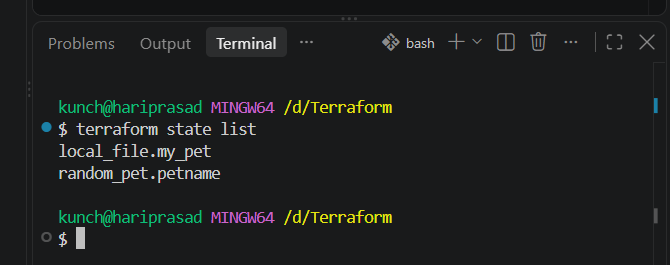 Problems Output Terminal ··· bash
kunch@hariprasad MINGW64 /d/Terraform
$ terraform state list
local_file.my_pet
random_pet.petname
kunch@hariprasad MINGW64 /d/Terraform
$